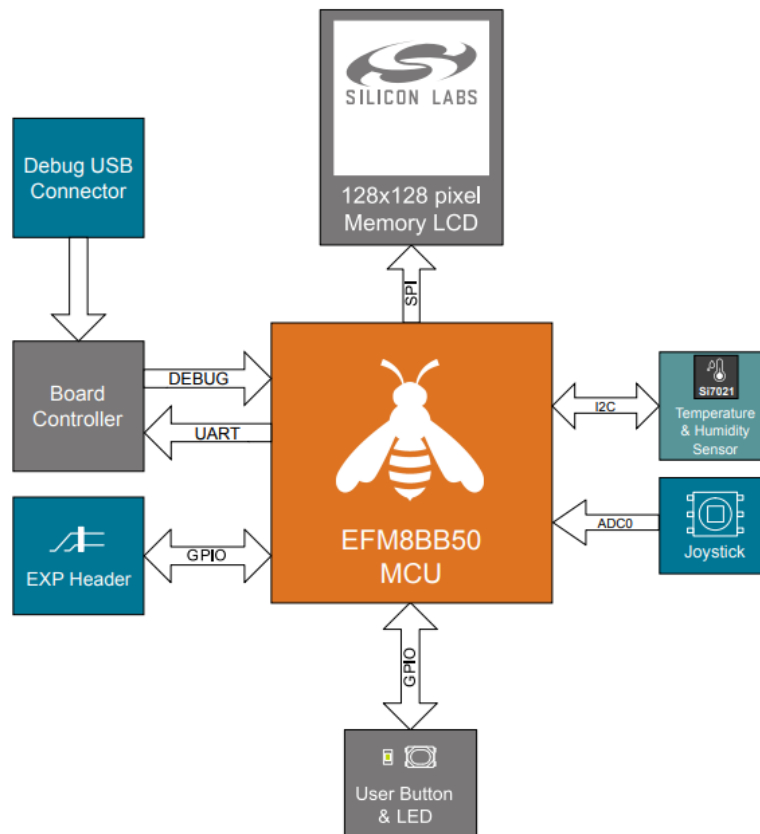 SILICON LABS
128x128 pixel
Memory LCD
Debug USB
Connector
SPI
Board
Controller
DEBUG
UART
EFM8BB50
MCU
I2C
Si7021
Temperature
& Humidity
Sensor
ADC0
Joystick
GPIO
EXP Header
GPIO
User Button
& LED